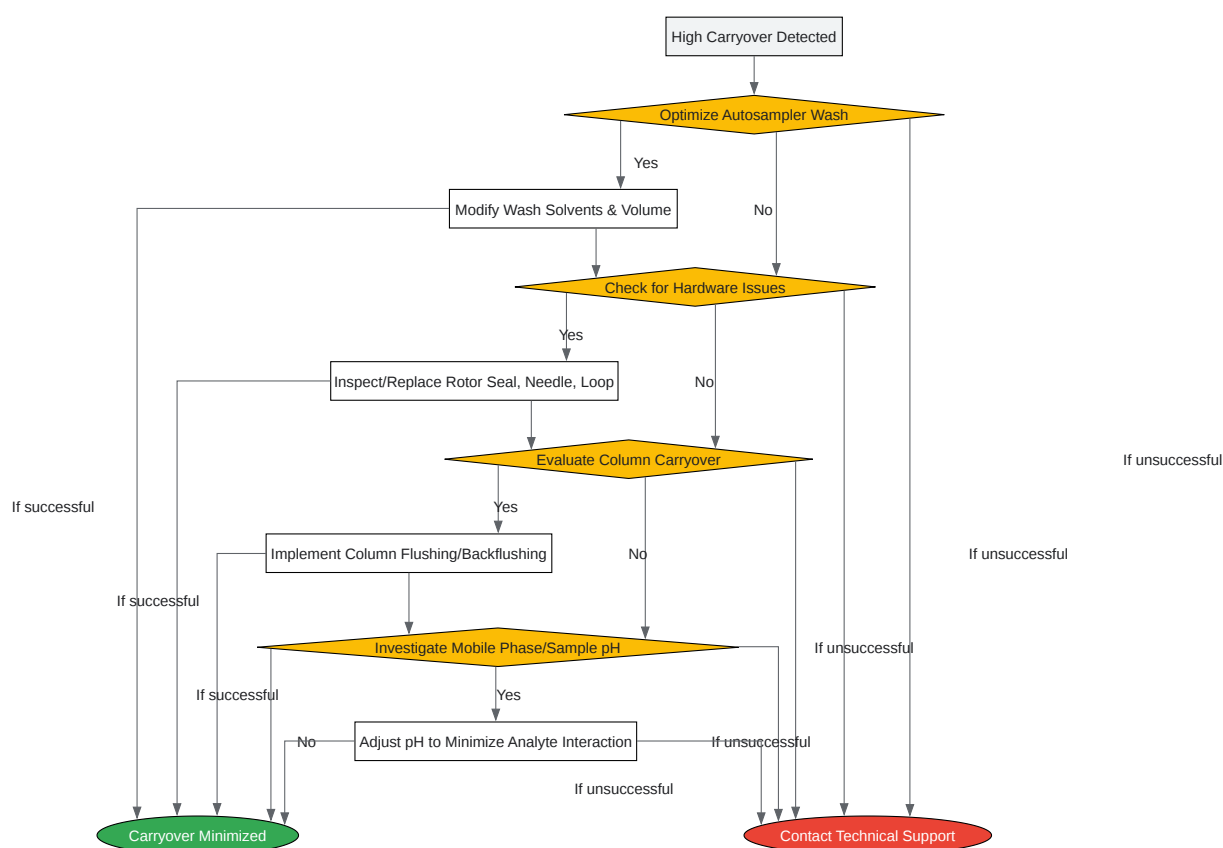 High Carryover Detected
Optimize Autosampler Wash
Yes
Modify Wash Solvents & Volume
No
Check for Hardware Issues
Yes
Inspect/Replace Rotor Seal, Needle, Loop
No
Evaluate Column Carryover
If unsuccessful
If successful
Yes
Implement Column Flushing/Backflushing
No
If unsuccessful
If successful
Investigate Mobile Phase/Sample pH
If unsuccessful
If successful
Yes
No
Adjust pH to Minimize Analyte Interaction
If unsuccessful
If unsuccessful
Carryover Minimized
Contact Technical Support